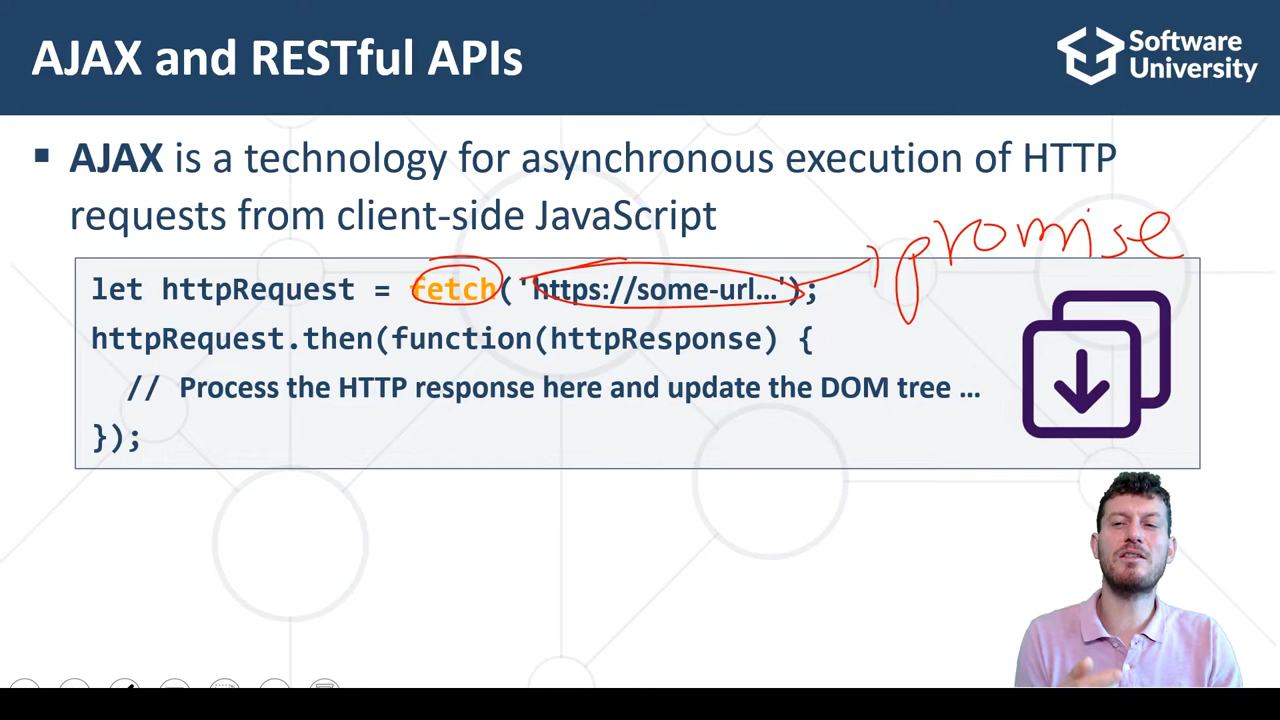 AJAX and RESTful APIs
Software
University
▪ AJAX is a technology for asynchronous execution of HTTP
requests from client-side JavaScript
promise
let httpRequest = fetch('https://some-url…');
httpRequest.then(function(httpResponse) {
// Process the HTTP response here and update the DOM tree …
});